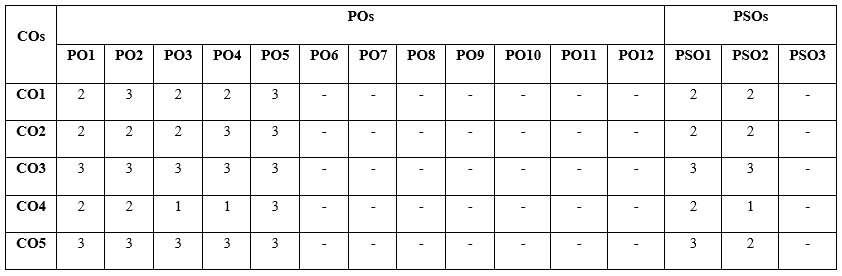 COs POs PSOs
PO1 PO2 PO3 PO4 PO5 PO6 PO7 PO8 PO9 PO10 PO11 PO12 PSO1 PSO2 PSO3
CO1 2 3 2 2 3 - - - - - - - 2 2 -
CO2 2 2 2 3 3 - - - - - - - 2 2 -
CO3 3 3 3 3 3 - - - - - - - 3 3 -
CO4 2 2 1 1 3 - - - - - - - 2 1 -
CO5 3 3 3 3 3 - - - - - - - 3 2 -